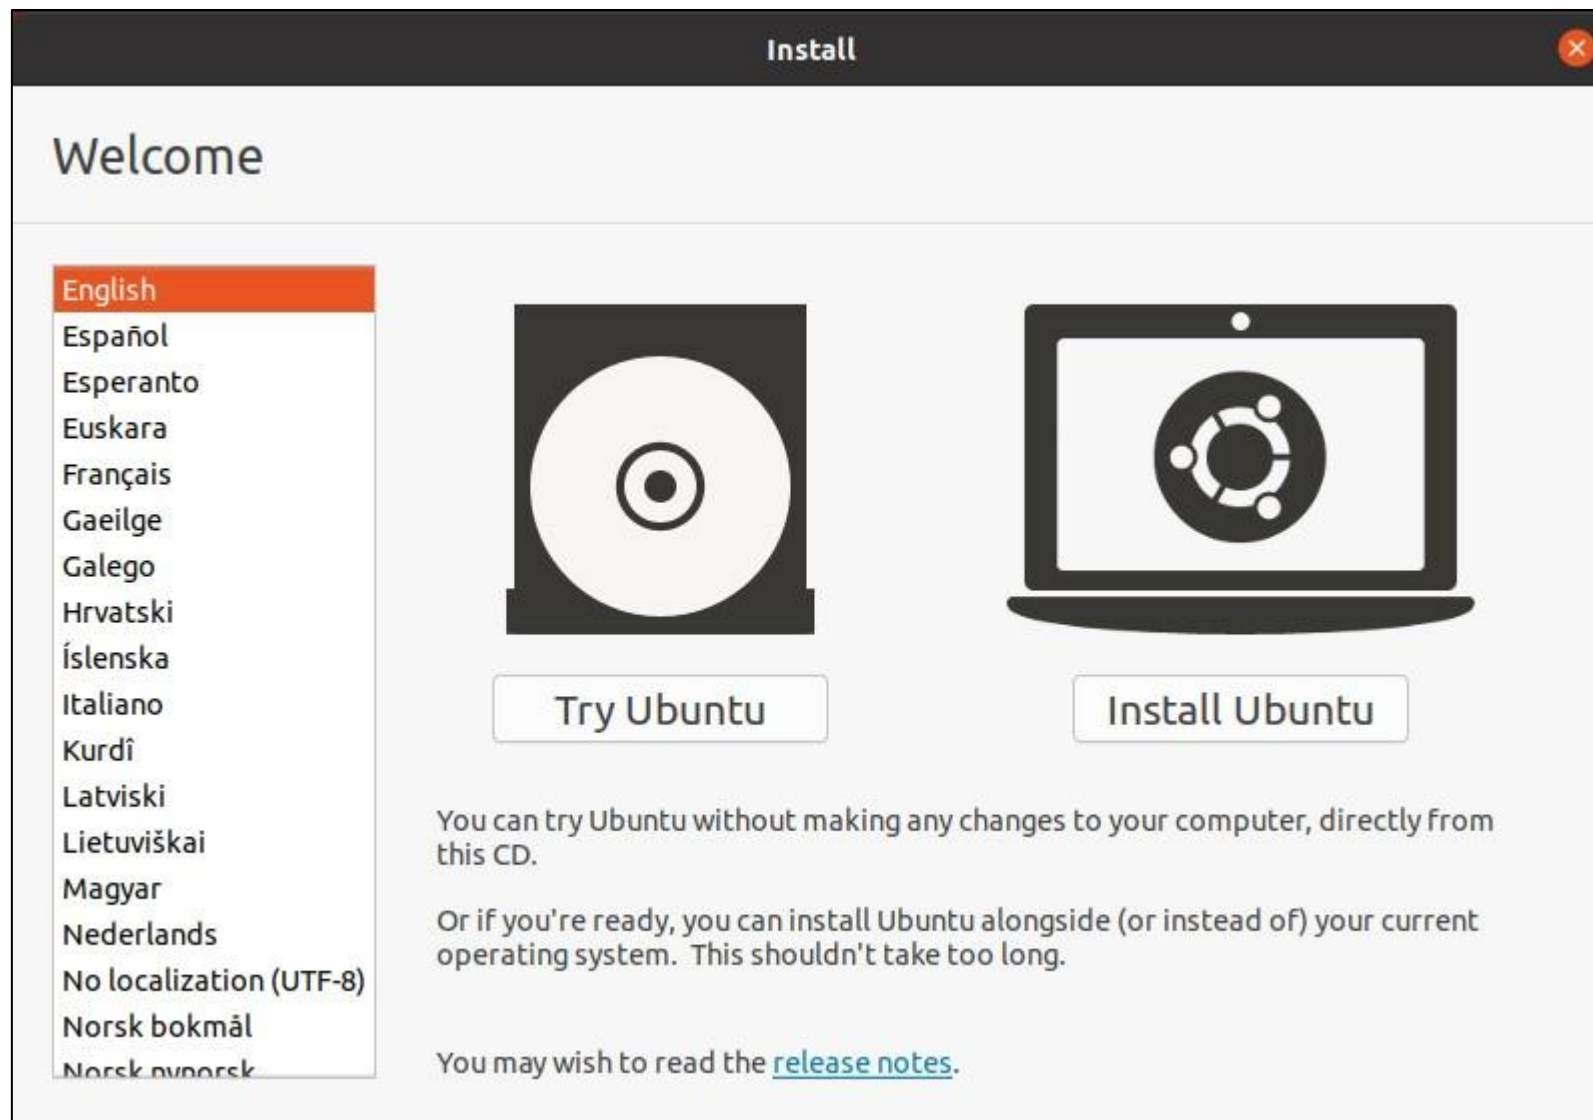 Install
Welcome
English
Español
Esperanto
Euskara
Français
Gaeilge
Galego
Hrvatski
Íslenska
Italiano
Kurdî
Latviski
Lietuviškai
Magyar
Nederlands
No localization (UTF-8)
Norsk bokmål
Norsk nynorsk
Try Ubuntu
Install Ubuntu
You can try Ubuntu without making any changes to your computer, directly from
this CD.
Or if you're ready, you can install Ubuntu alongside (or instead of) your current
operating system.  This shouldn't take too long.
You may wish to read the release notes.